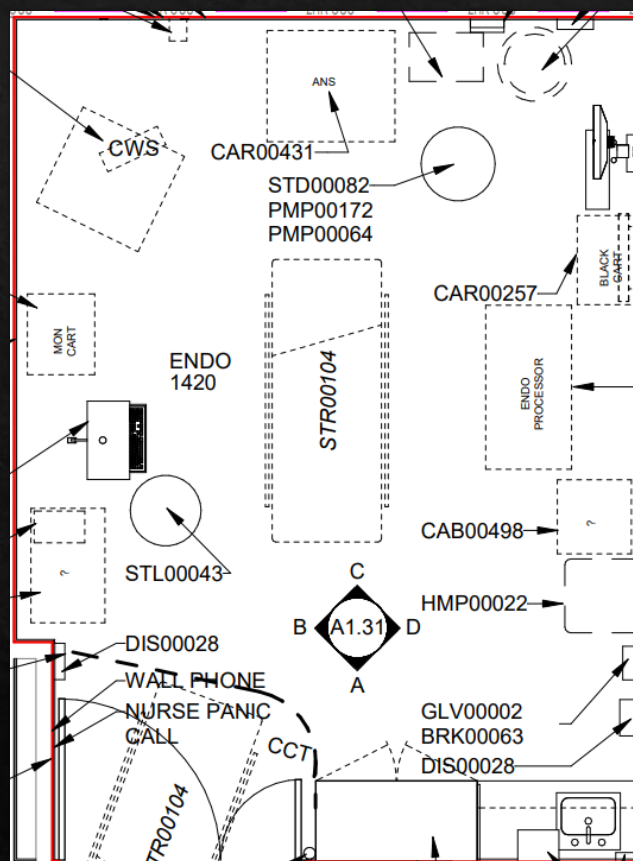 ANS
CWS
CAR00431
STD00082
PMP00172
PMP00064
BLACK
CART
CAR00257
MON
CART
ENDO
1420
STR00104
ENDO
PROCESSOR
?
CAB00498
?
STL00043
C
B
A1.31
D
A
HMP00022
DIS00028
WALL PHONE
NURSE PANIC
CALL
GLV00002
BRK00063
DIS00028
CCT
TR00104